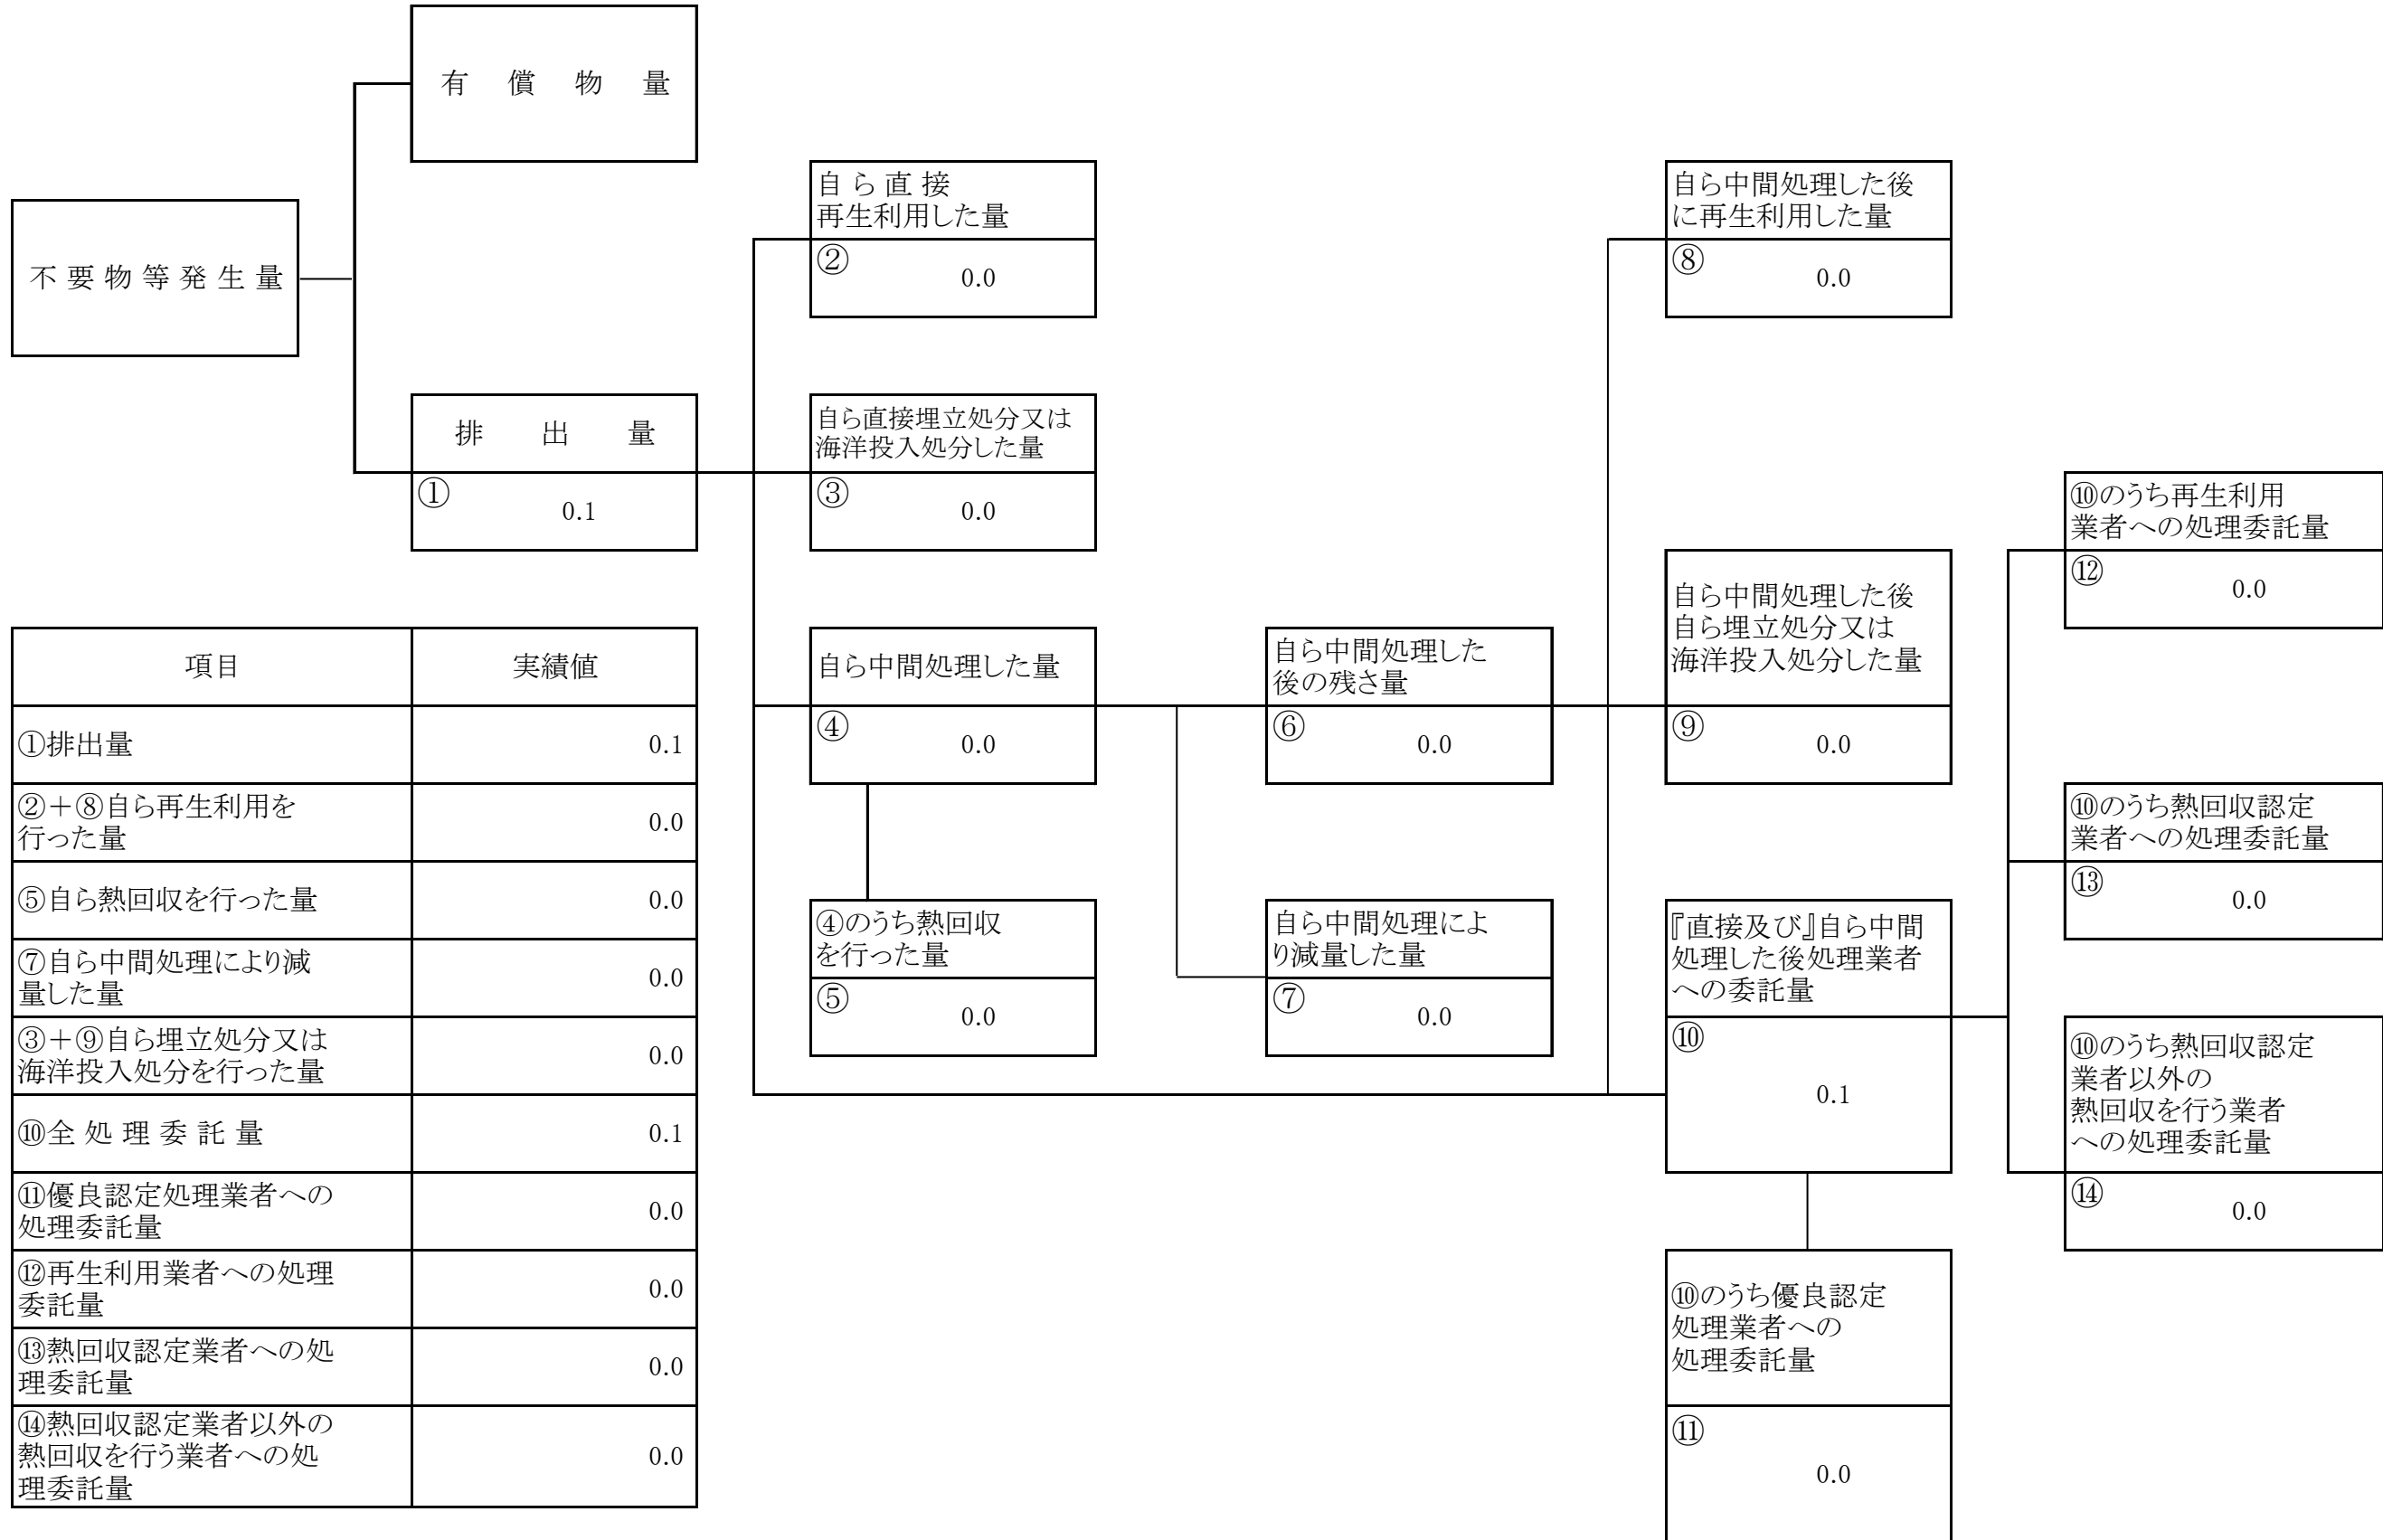 有償物量
不要物等発生量
自ら直接
再生利用した量
②
0.0
自ら中間処理した後
に再生利用した量
⑧
0.0
排出量
①
0.1
自ら直接埋立処分又は
海洋投入処分した量
③
0.0
⑩のうち再生利用
業者への処理委託量
⑫
0.0
自ら中間処理した量
④
0.0
自ら中間処理した
後の残さ量
⑥
0.0
自ら中間処理した後
自ら埋立処分又は
海洋投入処分した量
⑨
0.0
⑩のうち熱回収認定
業者への処理委託量
⑬
0.0
④のうち熱回収
を行った量
⑤
0.0
自ら中間処理によ
り減量した量
⑦
0.0
『直接及び』自ら中間
処理した後処理業者
への委託量
⑩
0.1
⑩のうち熱回収認定
業者以外の
熱回収を行う業者
への処理委託量
⑭
0.0
⑩のうち優良認定
処理業者への
処理委託量
⑪
0.0
項目 実績値
①排出量 0.1
②＋⑧自ら再生利用を
行った量 0.0
⑤自ら熱回収を行った量 0.0
⑦自ら中間処理により減
量した量 0.0
③＋⑨自ら埋立処分又は
海洋投入処分を行った量 0.0
⑩全処理委託量 0.1
⑪優良認定処理業者への
処理委託量 0.0
⑫再生利用業者への処理
委託量 0.0
⑬熱回収認定業者への処
理委託量 0.0
⑭熱回収認定業者以外の
熱回収を行う業者への処
理委託量 0.0